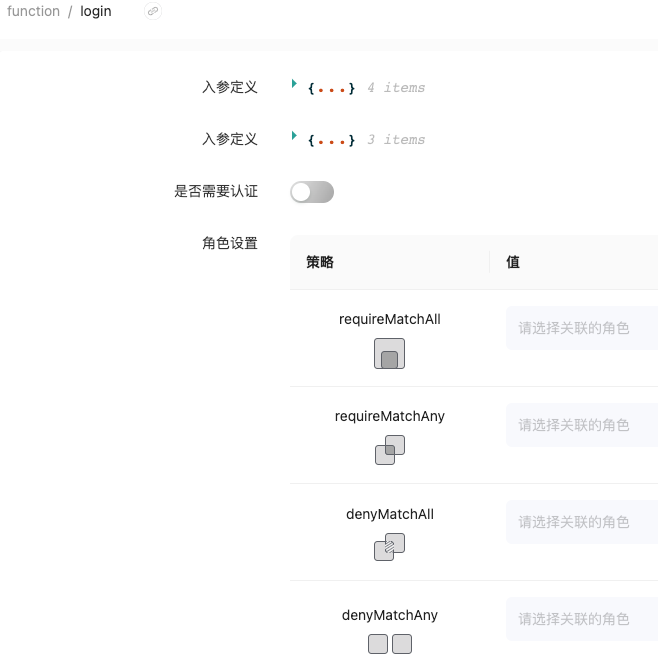 function / login
入参定义 {...} 4 items
入参定义 {...} 3 items
是否需要认证
角色设置
策略 值
requireMatchAll 请选择关联的角色
requireMatchAny 请选择关联的角色
denyMatchAll 请选择关联的角色
denyMatchAny 请选择关联的角色